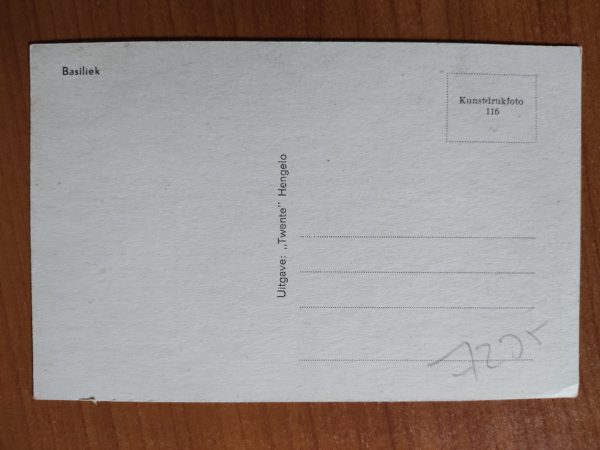 Basiliek
Kunstdrukfoto
116
Uitgave: „Twente” Hengelo